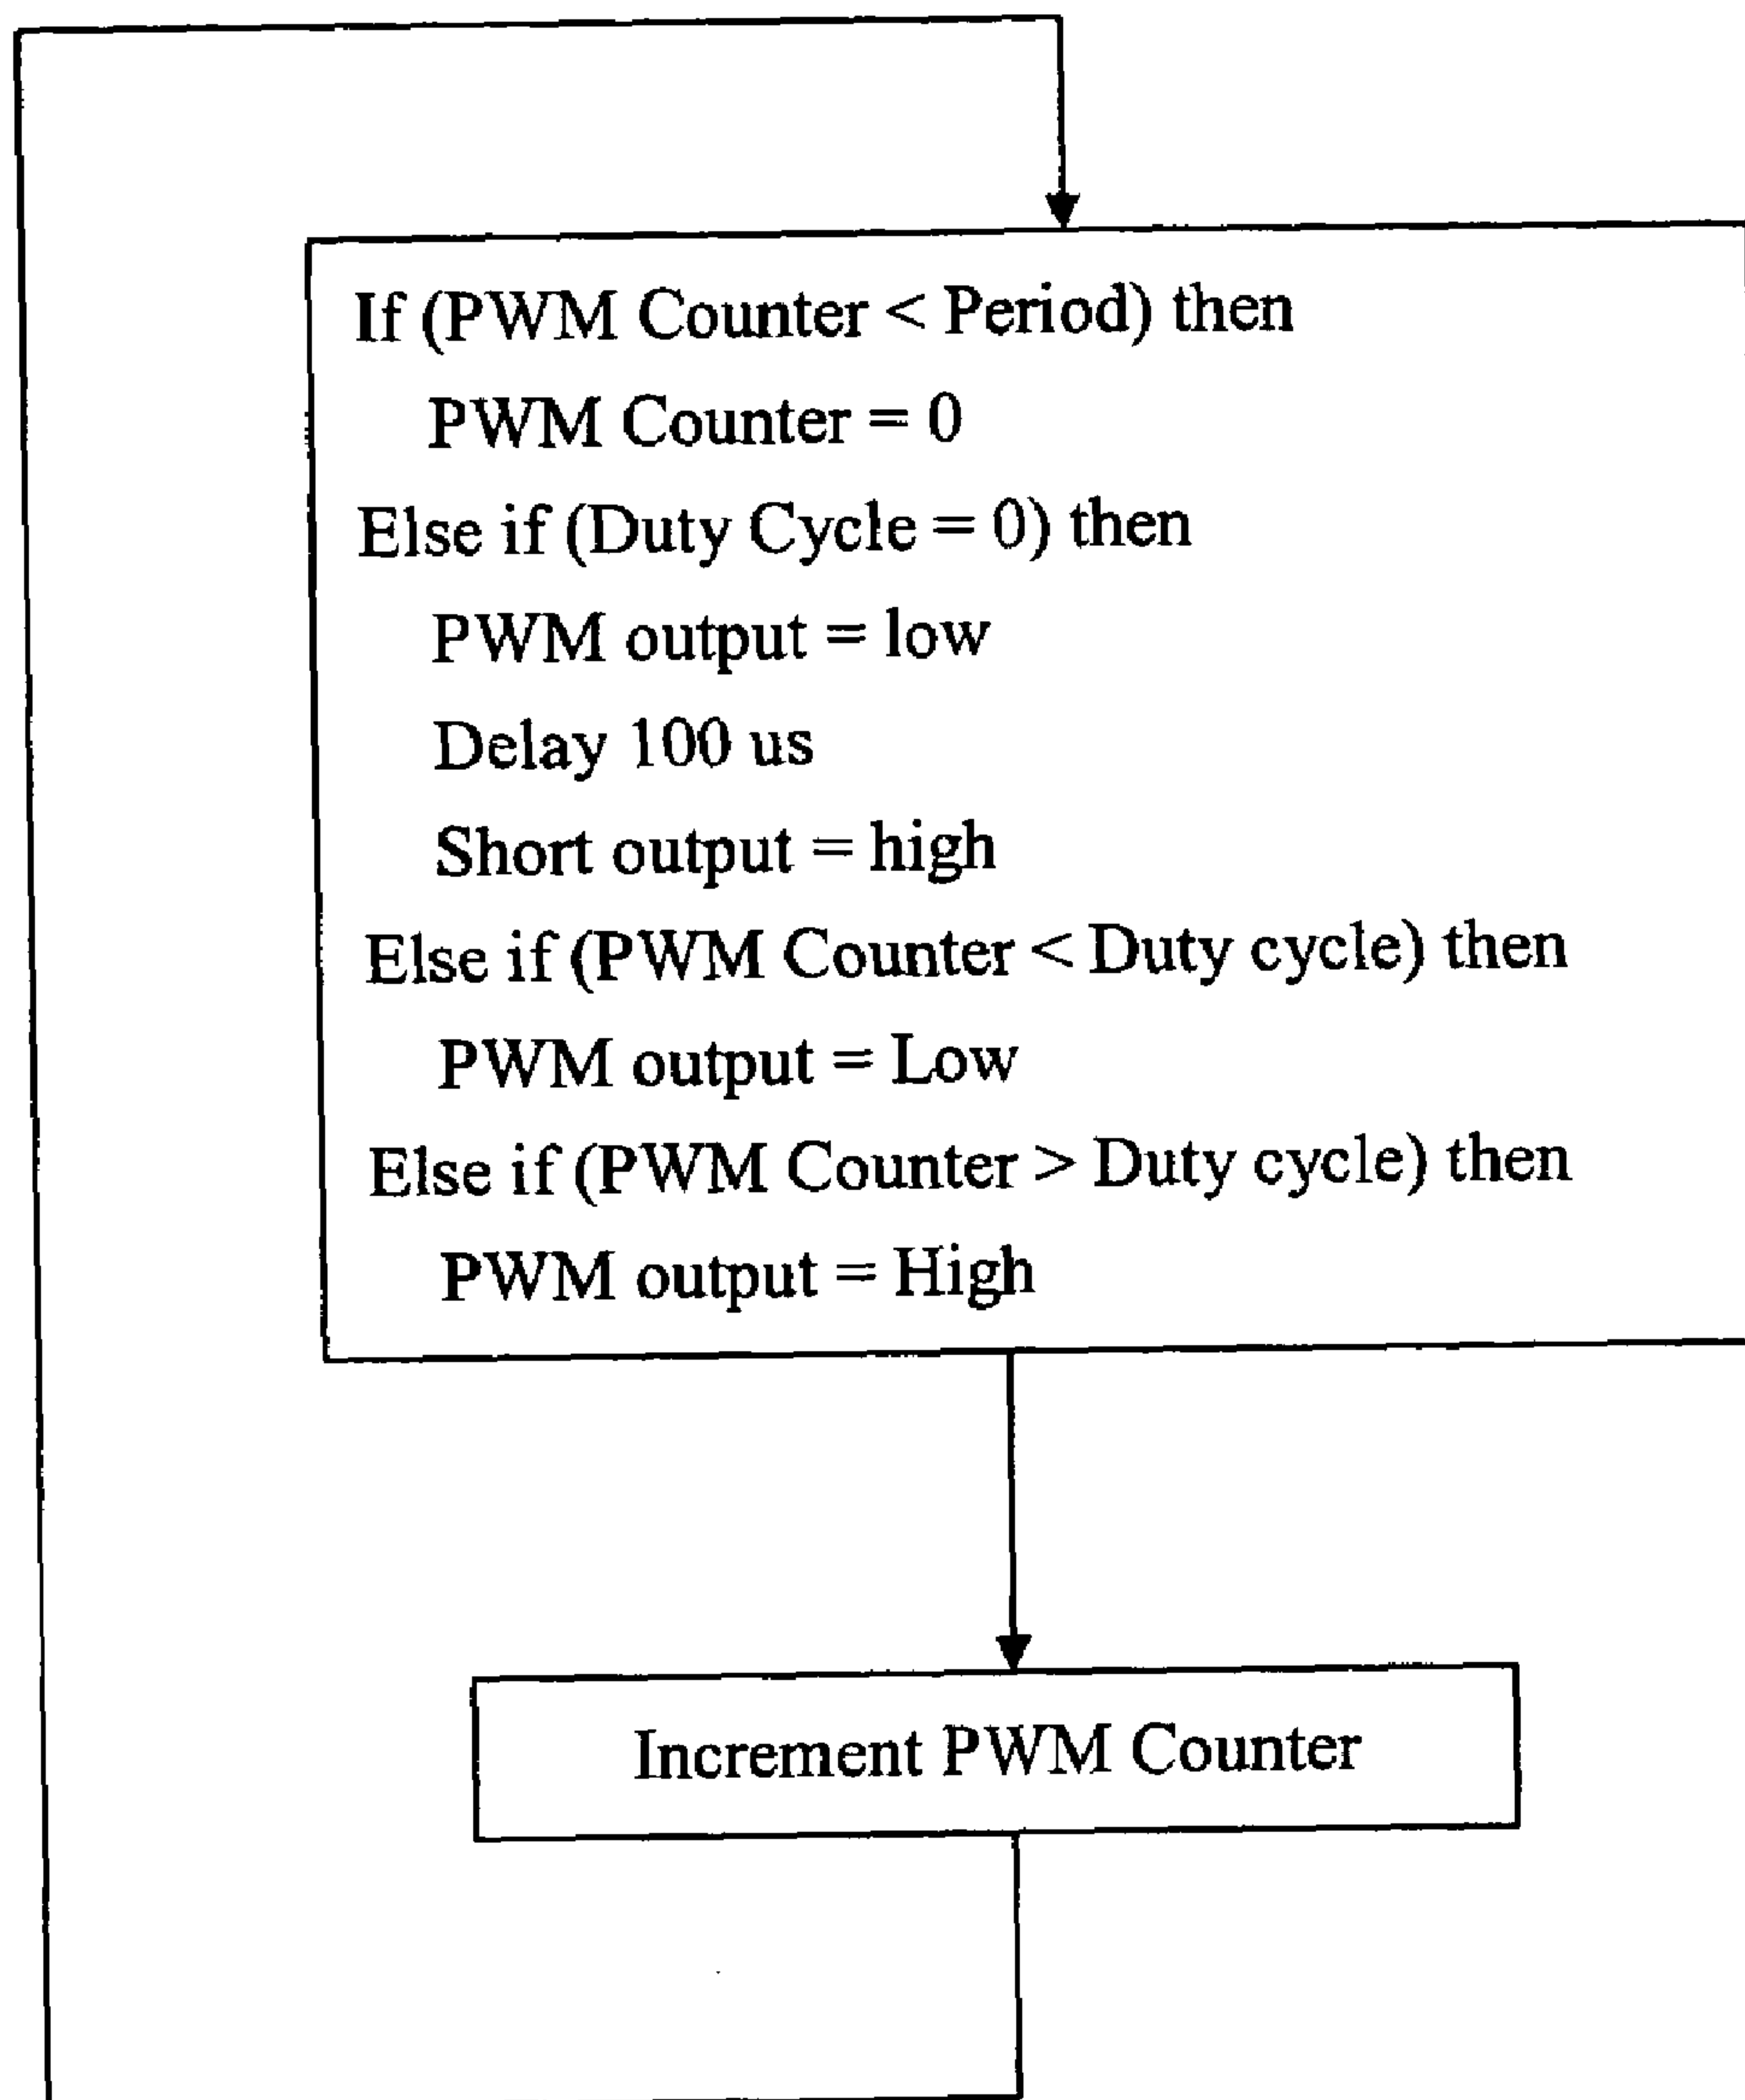 If (PWM Counter < Period) then
PWM Counter = 0
Else if (Duty Cycle = 0) then
PWM output = low
Delay 100 us
Short output = high
Else if (PWM Counter < Duty cycle) then
PWM output = Low
Else if (PWM Counter > Duty cycle) then
PWM output = High
Increment PWM Counter